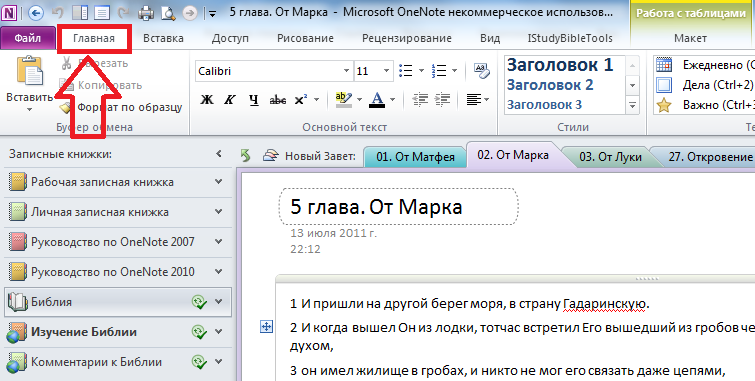 5 глава. От Марка - Microsoft OneNote некоммерческое использов...
Работа с таблицами
Файл Главная Вставка Доступ Рисование Рецензирование Вид IStudyBibleTools Макет
Вставить
Вырезать
Копировать
Формат по образцу
Буфер обмена
Calibri 11
Ж К Ч abc x²
Основной текст
Заголовок 1
Заголовок 2
Заголовок 3
Стили
Ежедневно (С
Дела (Ctrl+2)
Важно (Ctrl+
Те
Записные книжки:
Рабочая записная книжка
Личная записная книжка
Руководство по OneNote 2007
Руководство по OneNote 2010
Библия
Изучение Библии
Комментарии к Библии
Новый Завет: 01. От Матфея 02. От Марка 03. От Луки 27. Откровение
5 глава. От Марка
13 июля 2011 г.
22:12
1 И пришли на другой берег моря, в страну Гадаринскую.
2 И когда вышел Он из лодки, тотчас встретил Его вышедший из гробов че
духом,
3 он имел жилище в гробах, и никто не мог его связать даже цепями,